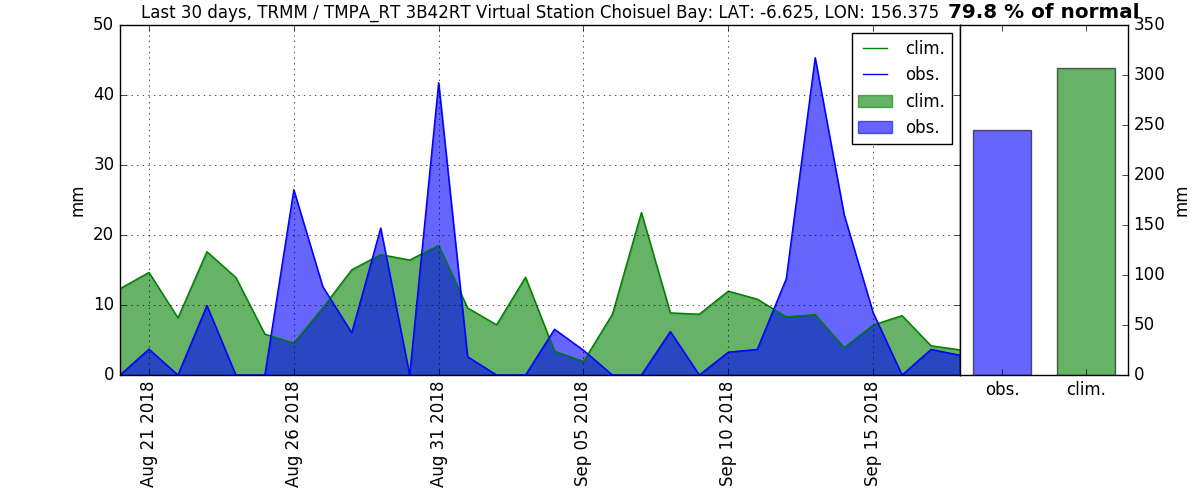 Last 30 days, TRMM / TMPA_RT 3B42RT Virtual Station Choisuel Bay: LAT: -6.625, LON: 156.375 79.8 % of normal
50
40
30
20
10
0
mm
clim.
obs.
clim.
obs.
350
300
250
200
150
100
50
0
mm
Aug 21 2018
Aug 26 2018
Aug 31 2018
Sep 05 2018
Sep 10 2018
Sep 15 2018
obs.
clim.